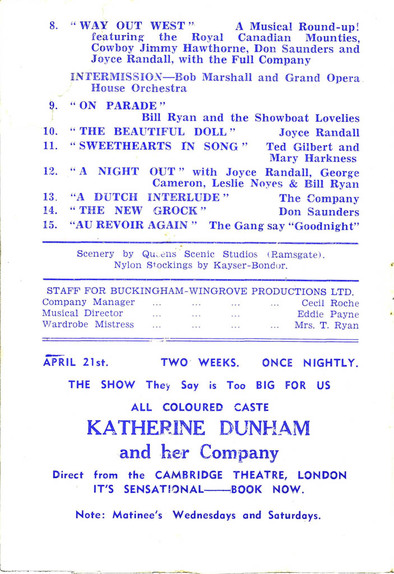 8. " WAY OUT WEST " A Musical Round-up!
featuring the Royal Canadian Mounties,
Cowboy Jimmy Hawthorne, Don Saunders and
Joyce Randall, with the Full Company
INTERMISSION—Bob Marshall and Grand Opera
House Orchestra
9. " ON PARADE "
Bill Ryan and the Showboat Lovelies
10. " THE BEAUTIFUL DOLL " Joyce Randall
11. " SWEETHEARTS IN SONG " Ted Gilbert and
Mary Harkness
12. " A NIGHT OUT " with Joyce Randall, George
Cameron, Leslie Noyes & Bill Ryan
13. "A DUTCH INTERLUDE " The Company
14. " THE NEW GROCK " Don Saunders
15. "AU REVOIR AGAIN " The Gang say "Goodnight"
Scenery by Queens Scenic Studios (Ramsgate).
Nylon Stockings by Kayser-Bondor.
STAFF FOR BUCKINGHAM-WINGROVE PRODUCTIONS LTD.
Company Manager ... ... ... Cecil Roche
Musical Director ... ... ... Eddie Payne
Wardrobe Mistress ... ... ... Mrs. T. Ryan
APRIL 21st. TWO WEEKS. ONCE NIGHTLY.
THE SHOW They Say is Too BIG FOR US
ALL COLOURED CASTE
KATHERINE DUNHAM
and her Company
Direct from the CAMBRIDGE THEATRE, LONDON
IT'S SENSATIONAL——BOOK NOW.
Note: Matinee's Wednesdays and Saturdays.